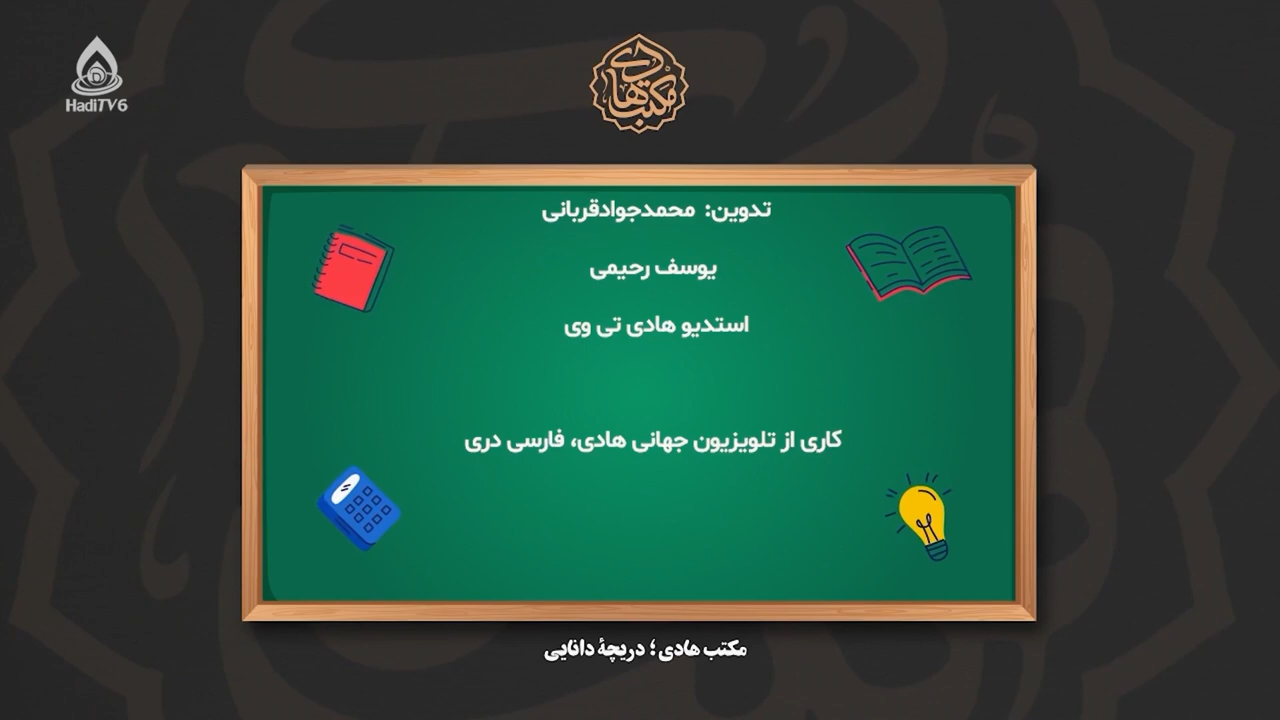 HadiTV6
مکتب هادی
تدوین: محمدجوادقربانی
یوسف رحیمی
استدیو هادی تی وی
کاری از تلویزیون جهانی هادی، فارسی دری
مکتب هادی؛ دریچهٔ دانایی